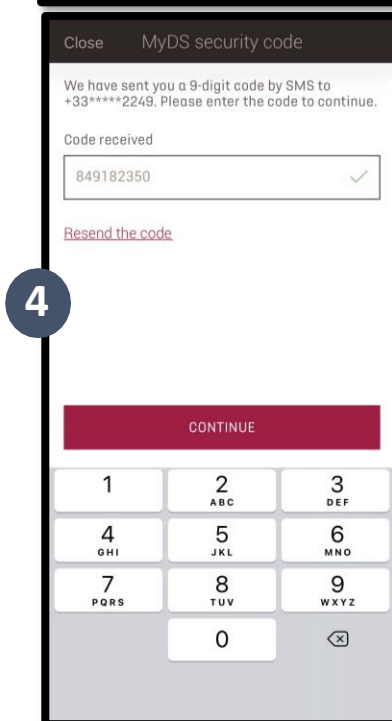 Close MyDS security code
We have sent you a 9-digit code by SMS to
+33*****2249. Please enter the code to continue.
Code received
849182350
Resend the code
4
CONTINUE
1 2 3
ABC DEF
4 5 6
GHI JKL MNO
7 8 9
PQRS TUV WXYZ
0